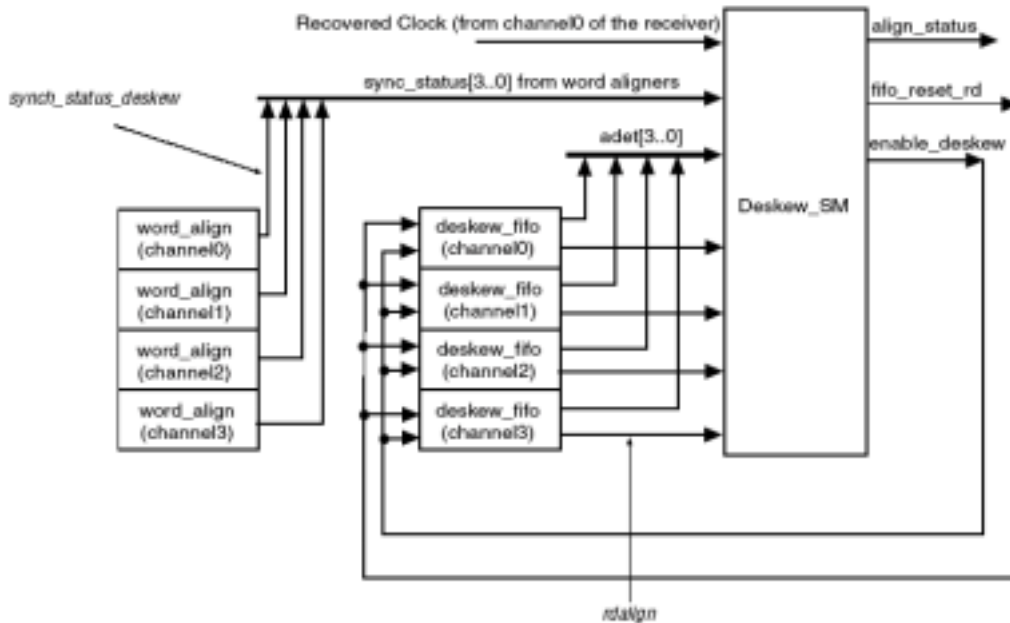 Recovered Clock (from channel0 of the receiver)
align_status
synch_status_deskew
sync_status[3..0] from word aligners
fifo_reset_rd
adet[3..0]
enable_deskew
Deskew_SM
word_align
(channel0)
word_align
(channel1)
word_align
(channel2)
word_align
(channel3)
deskew_fifo
(channel0)
deskew_fifo
(channel1)
deskew_fifo
(channel2)
deskew_fifo
(channel3)
rdalign